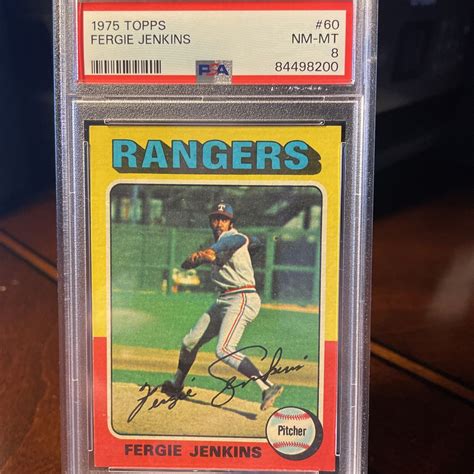 1975 TOPPS #60
FERGIE JENKINS NM-MT
8
PSA 84498200
RANGERS
T
Fergie Jenkins
Pitcher
FERGIE JENKINS